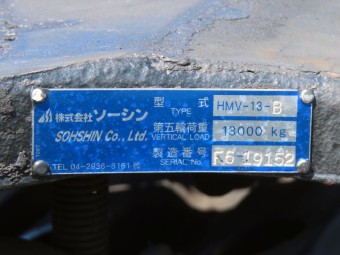 株式会社 ソーシン
SOHSHIN Co., Ltd.
TEL 04-2936-6161㈹
型 式 HMV-13-B
TYPE
第五輪荷重 13000 kg
VERTICAL LOAD
製造番号
SERIAL No. F5-19152